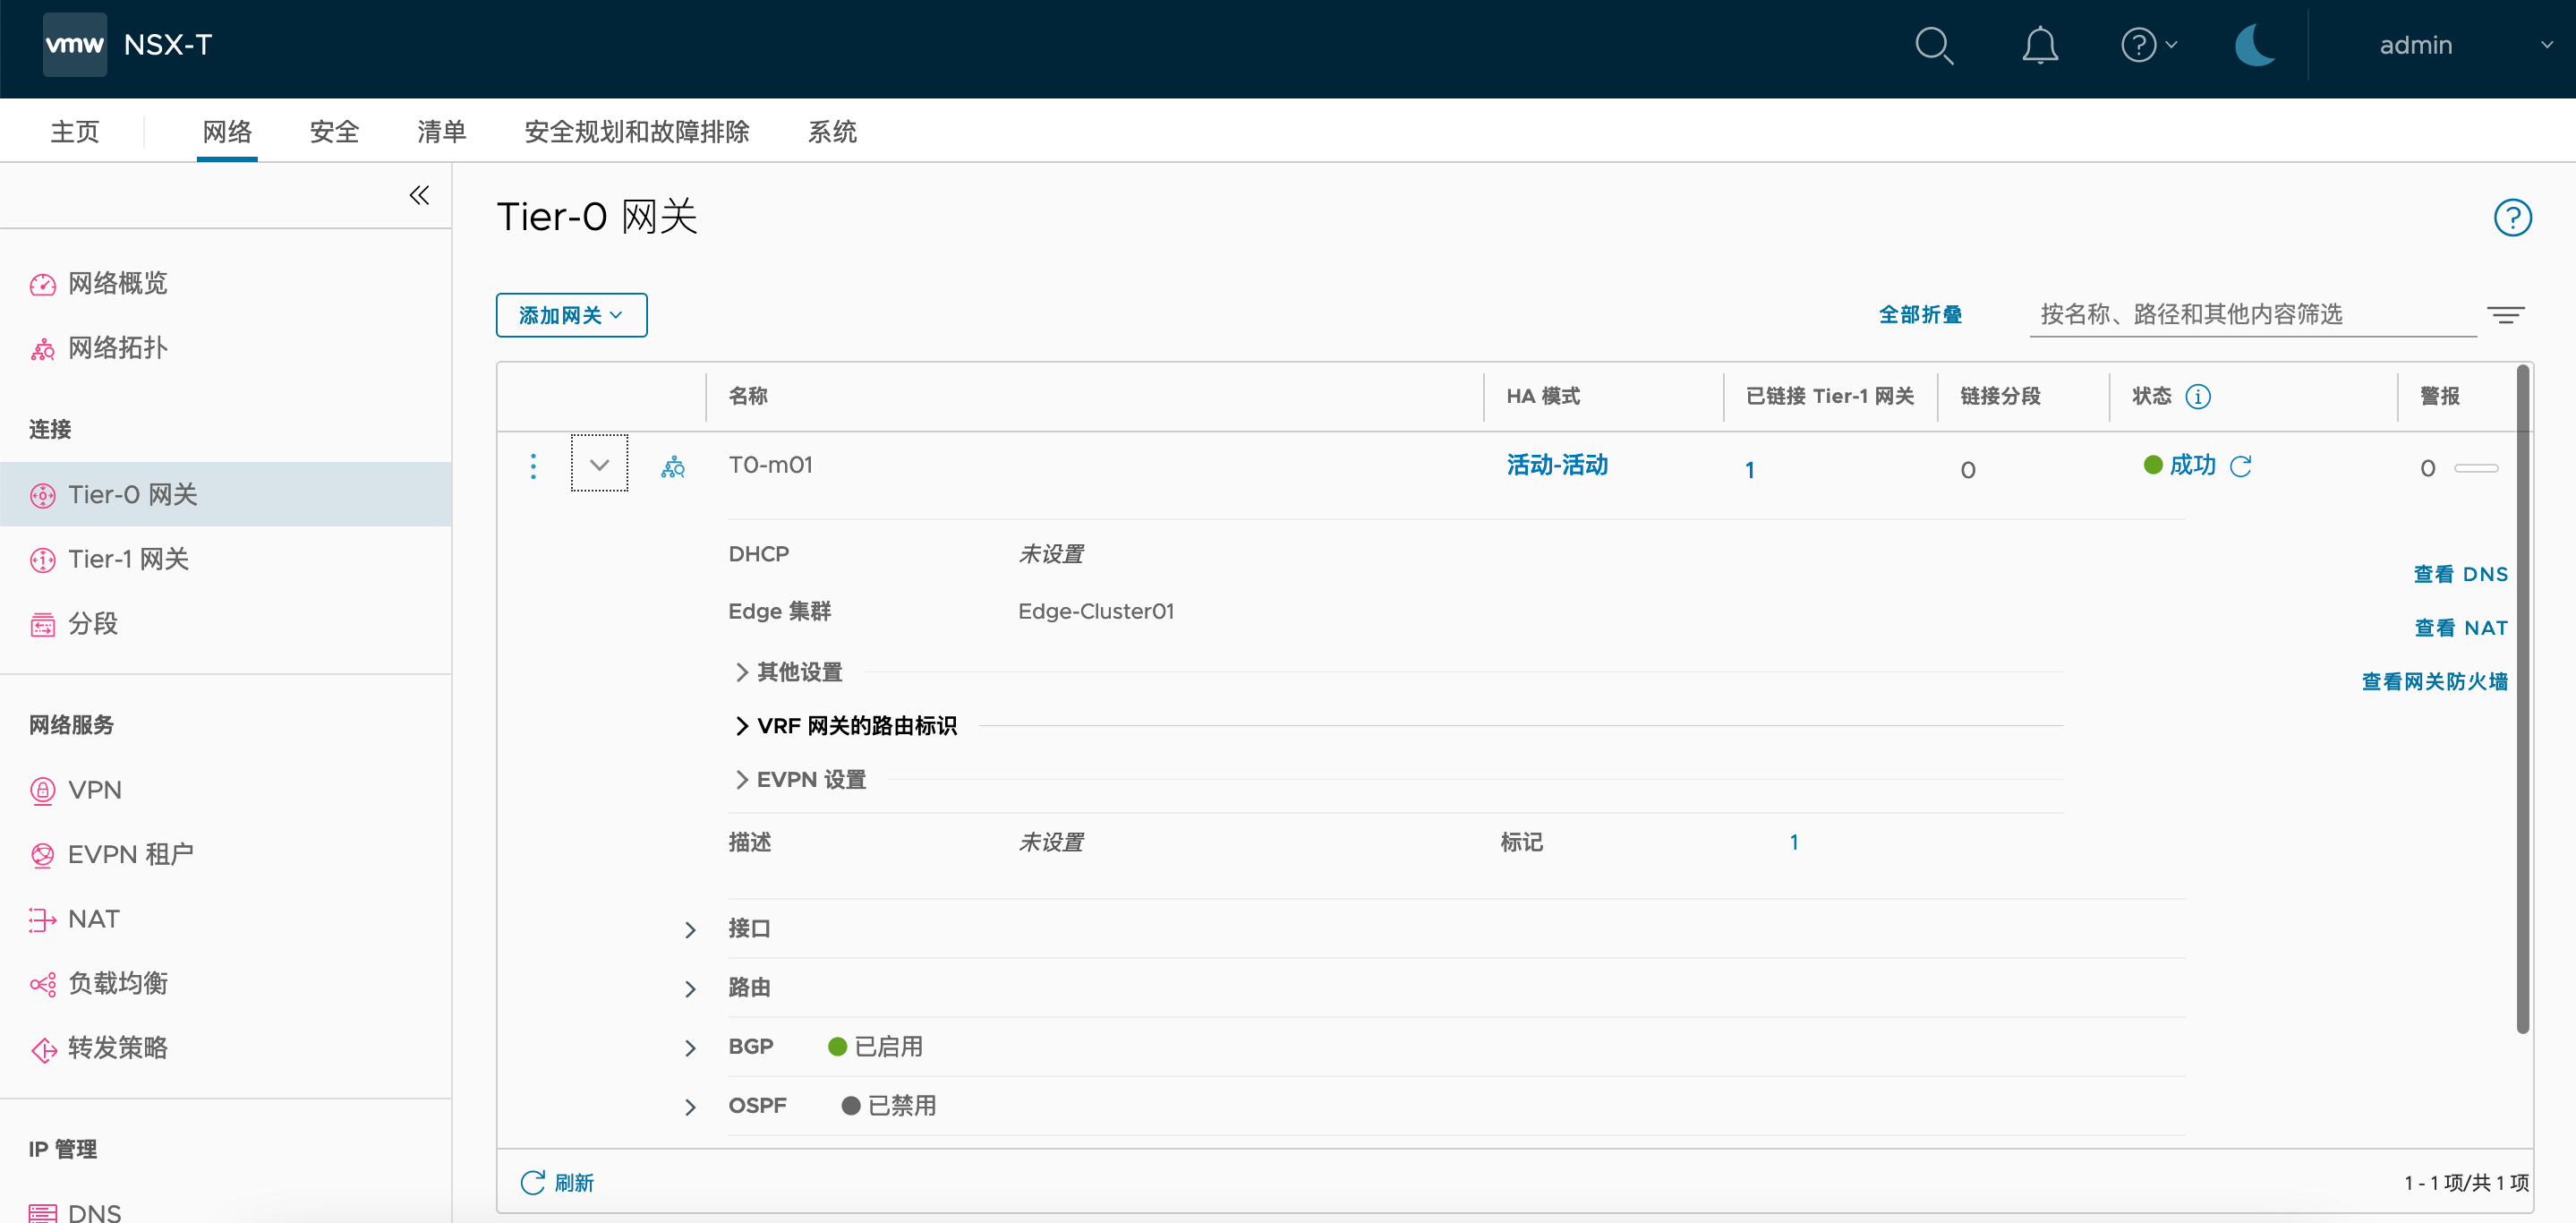 vmw NSX-T admin
主页 网络 安全 清单 安全规划和故障排除 系统
网络概览
网络拓扑
连接
Tier-0 网关
Tier-1 网关
分段
网络服务
VPN
EVPN 租户
NAT
负载均衡
转发策略
IP 管理
DNS
Tier-0 网关
添加网关 全部折叠 按名称、路径和其他内容筛选
名称 HA 模式 已链接 Tier-1 网关 链接分段 状态 警报
T0-m01 活动-活动 1 0 成功 0
DHCP 未设置
查看 DNS
Edge 集群 Edge-Cluster01
查看 NAT
其他设置
查看网关防火墙
VRF 网关的路由标识
EVPN 设置
描述 未设置 标记 1
接口
路由
BGP 已启用
OSPF 已禁用
刷新 1 - 1 项/共 1 项